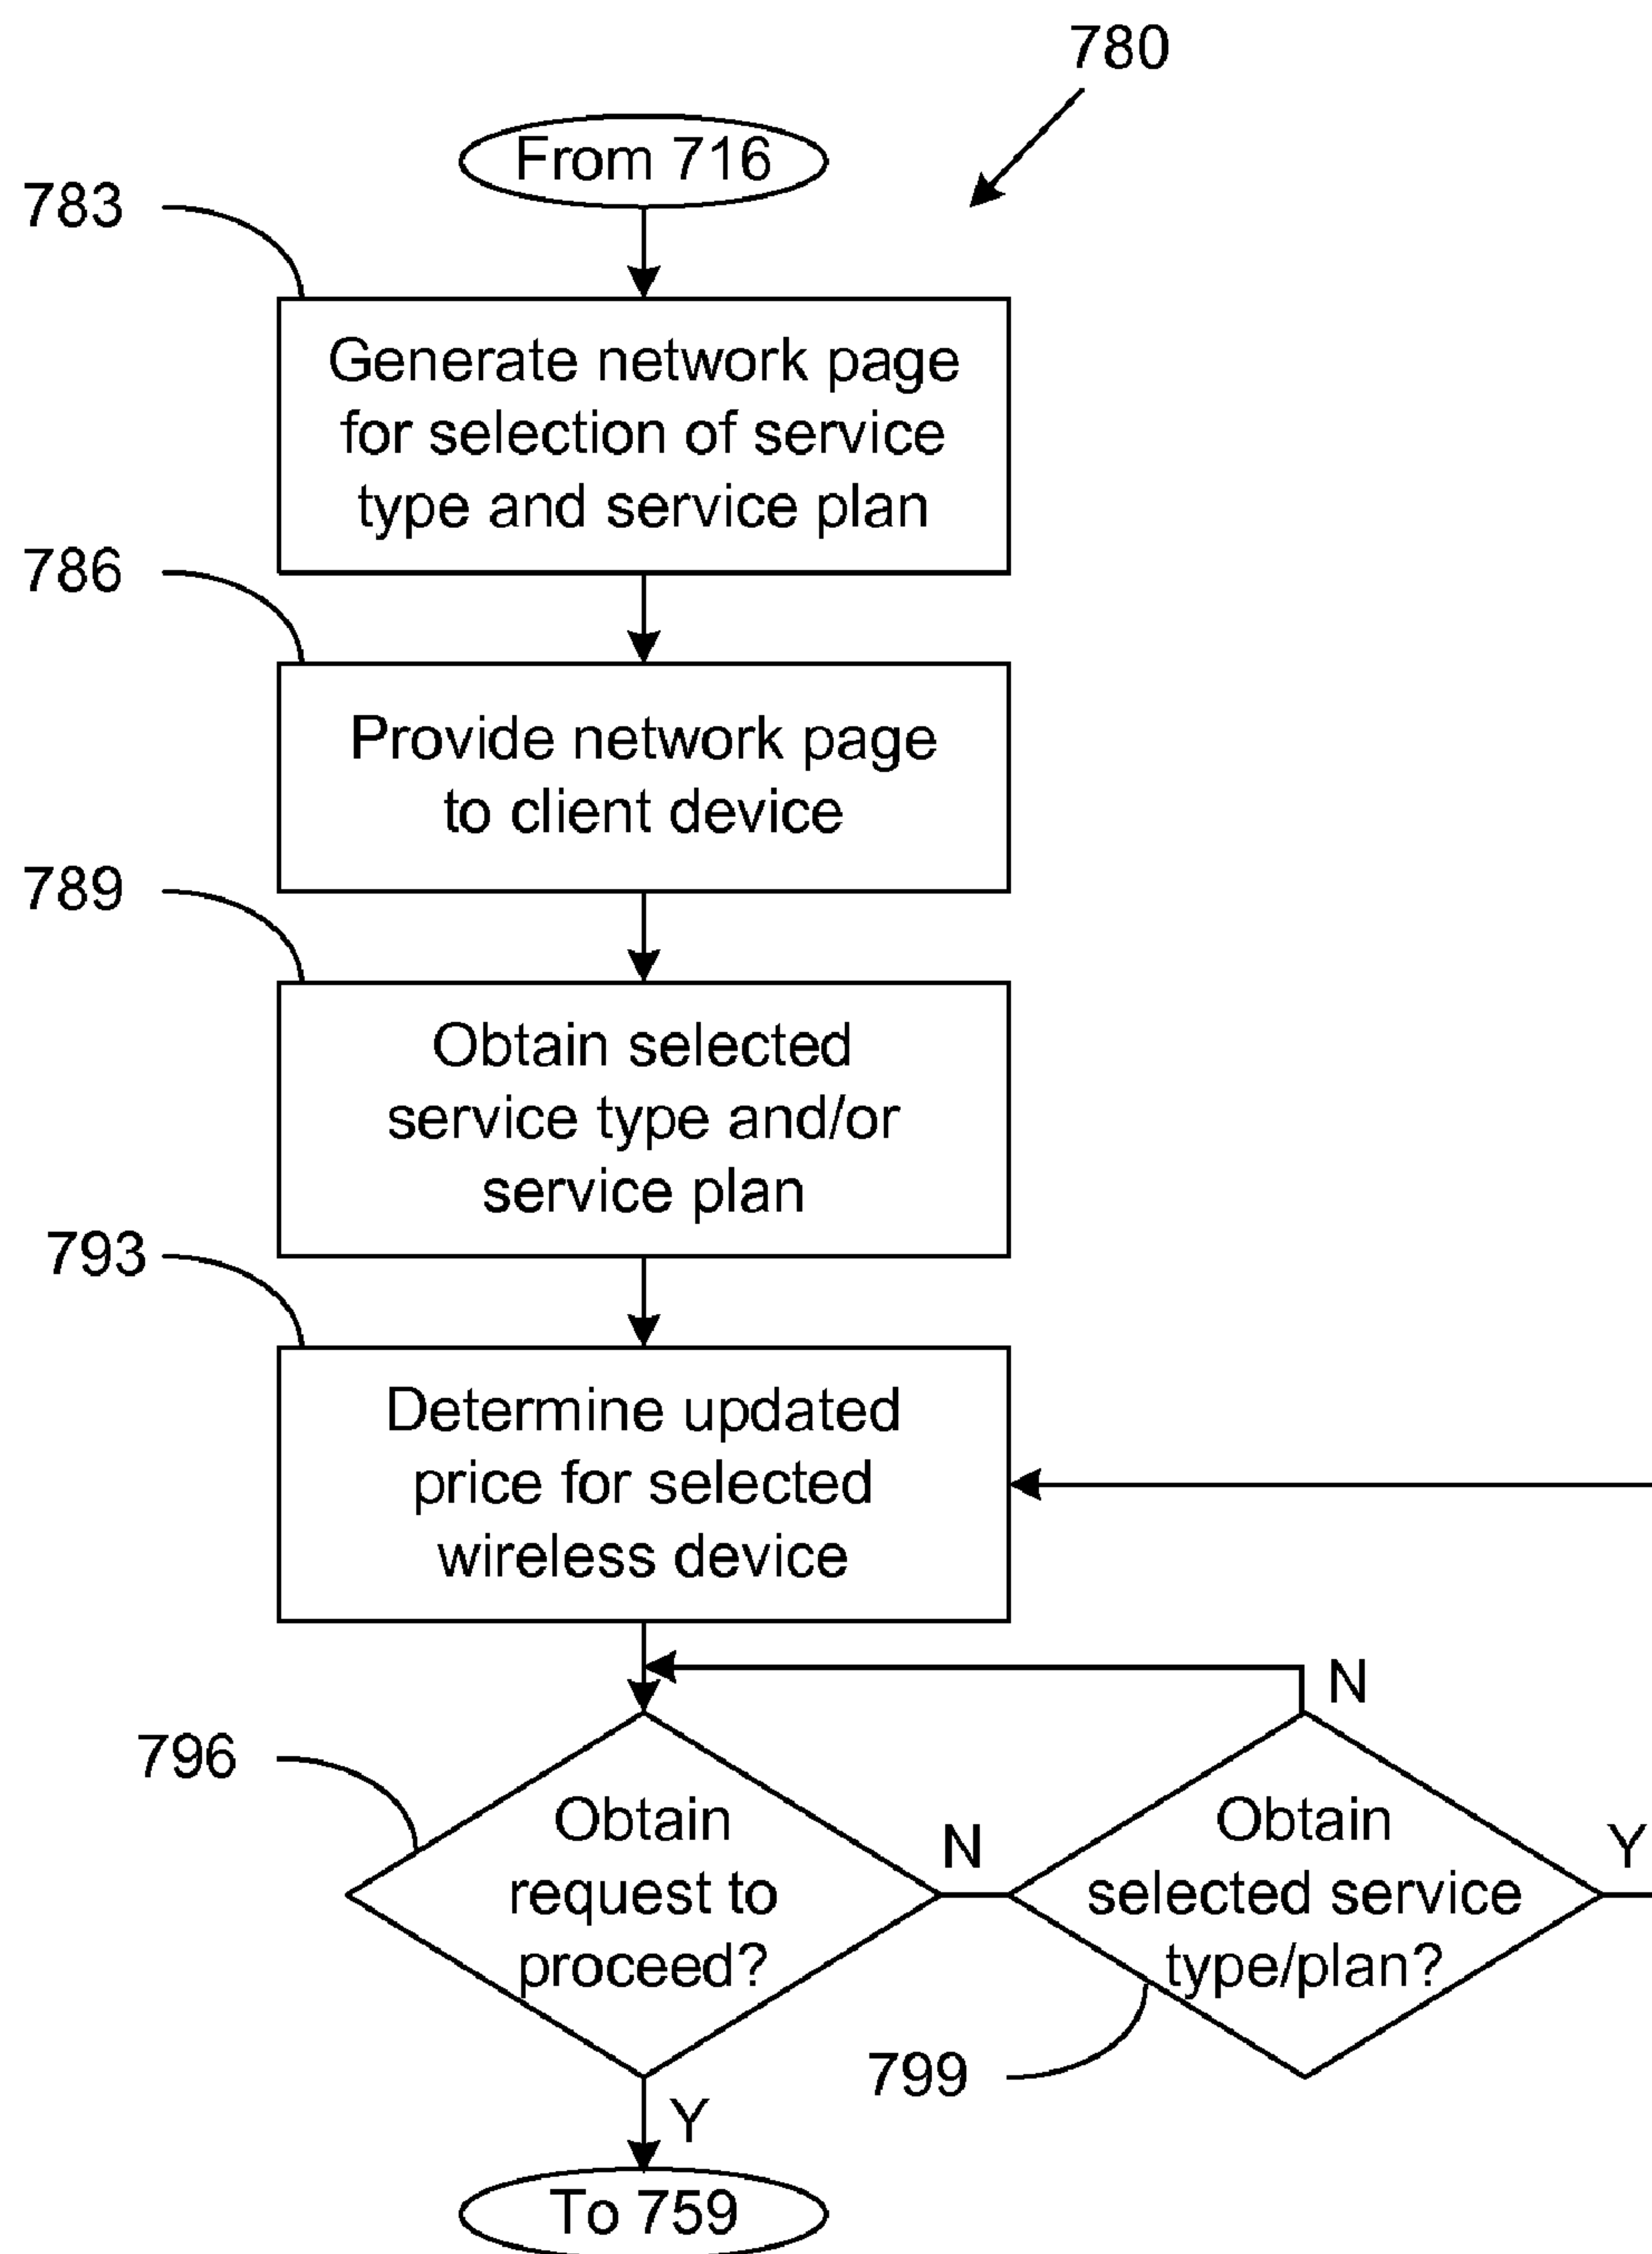 780
From 716
783
Generate network page
for selection of service
type and service plan
786
Provide network page
to client device
789
Obtain selected
service type and/or
service plan
793
Determine updated
price for selected
wireless device
N
796
Obtain
request to
proceed?
N
Obtain
selected service
type/plan?
Y
799
Y
To 759